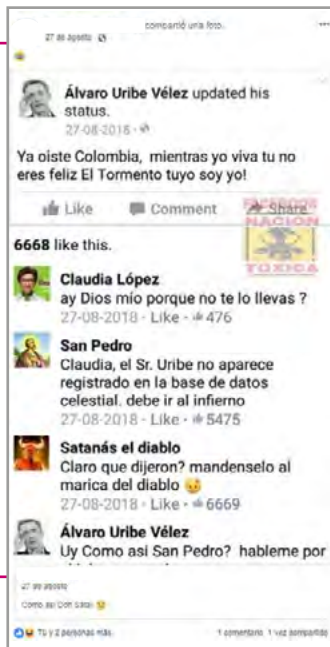 compartió una foto.
27 de agosto
Álvaro Uribe Vélez updated his
status.
27-08-2018
Ya oiste Colombia, mientras yo viva tu no
eres feliz El Tormento tuyo soy yo!
Like Comment Share
NACION
TOXICA
6668 like this.
Claudia López
ay Dios mío porque no te lo llevas ?
27-08-2018 · Like · 476
San Pedro
Claudia, el Sr. Uribe no aparece
registrado en la base de datos
celestial. debe ir al infierno
27-08-2018 · Like · 5475
Satanás el diablo
Claro que dijeron? mandenselo al
marica del diablo
27-08-2018 · Like · 6669
Álvaro Uribe Vélez
Uy Como asi San Pedro? hableme por
27 de agosto
Como asi Don Satas
Tú y 2 personas más
1 comentario 1 vez compartido